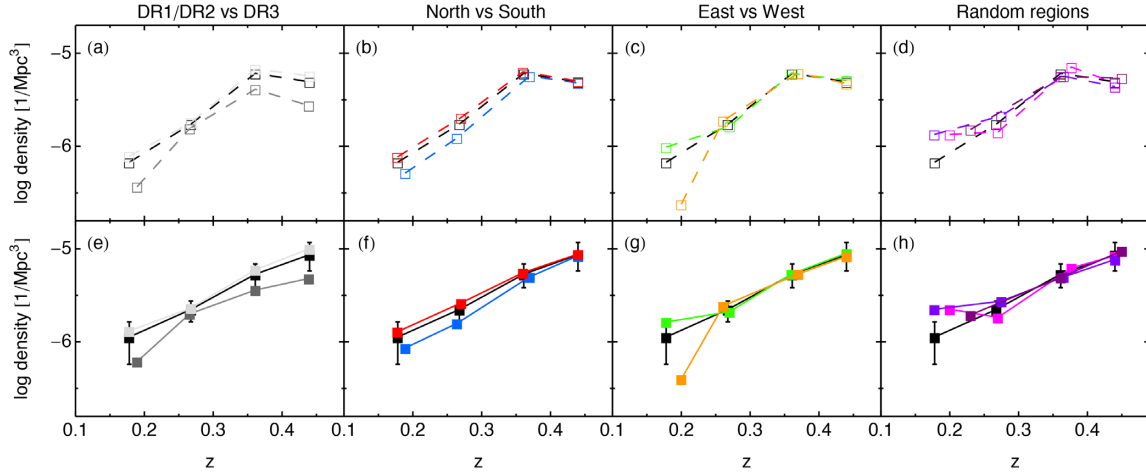 DR1/DR2 vs DR3 North vs South East vs West Random regions
(a) (b) (c) (d)
log density [1/Mpc³]
−5
−6
(e) (f) (g) (h)
log density [1/Mpc³]
−5
−6
0.1 0.2 0.3 0.4 0.1 0.2 0.3 0.4 0.1 0.2 0.3 0.4 0.1 0.2 0.3 0.4 0.5
z z z z